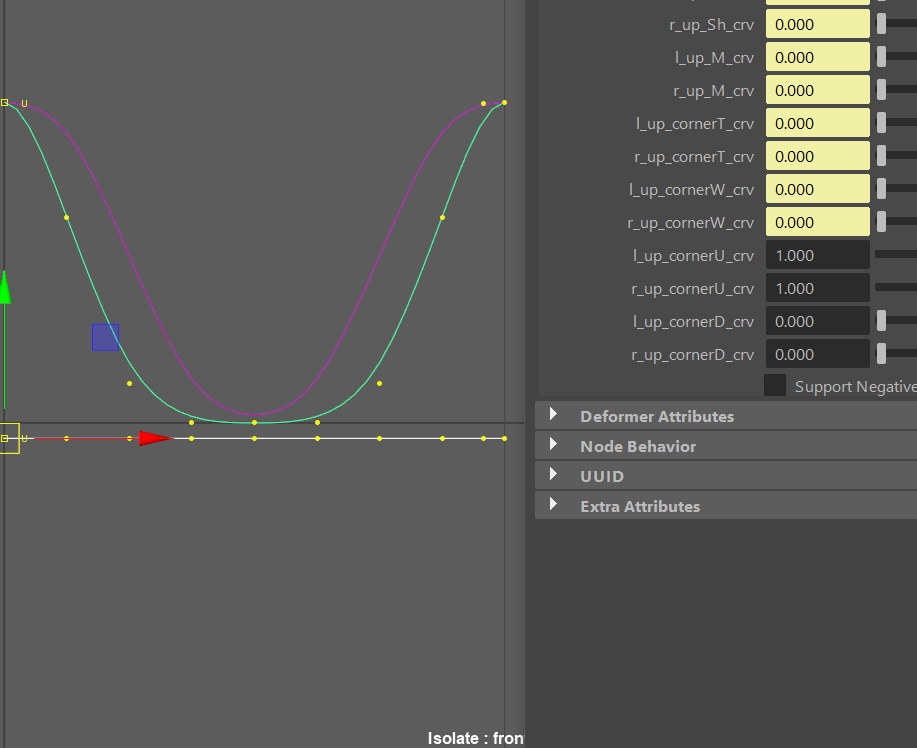 r_up_Sh_crv 0.000
l_up_M_crv 0.000
r_up_M_crv 0.000
l_up_cornerT_crv 0.000
r_up_cornerT_crv 0.000
l_up_cornerW_crv 0.000
r_up_cornerW_crv 0.000
l_up_cornerU_crv 1.000
r_up_cornerU_crv 1.000
l_up_cornerD_crv 0.000
r_up_cornerD_crv 0.000
Support Negative
Deformer Attributes
Node Behavior
UUID
Extra Attributes
U
U
Isolate : fron